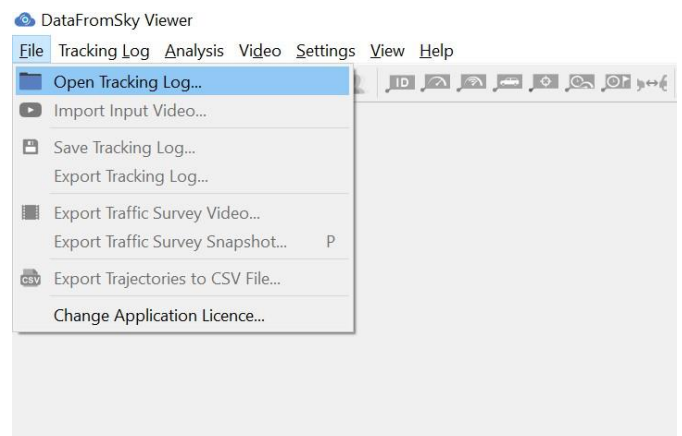 DataFromSky Viewer
File Tracking Log Analysis Video Settings View Help
Open Tracking Log...
ID
Import Input Video...
Save Tracking Log...
Export Tracking Log...
Export Traffic Survey Video...
Export Traffic Survey Snapshot... P
CSV Export Trajectories to CSV File...
Change Application Licence...